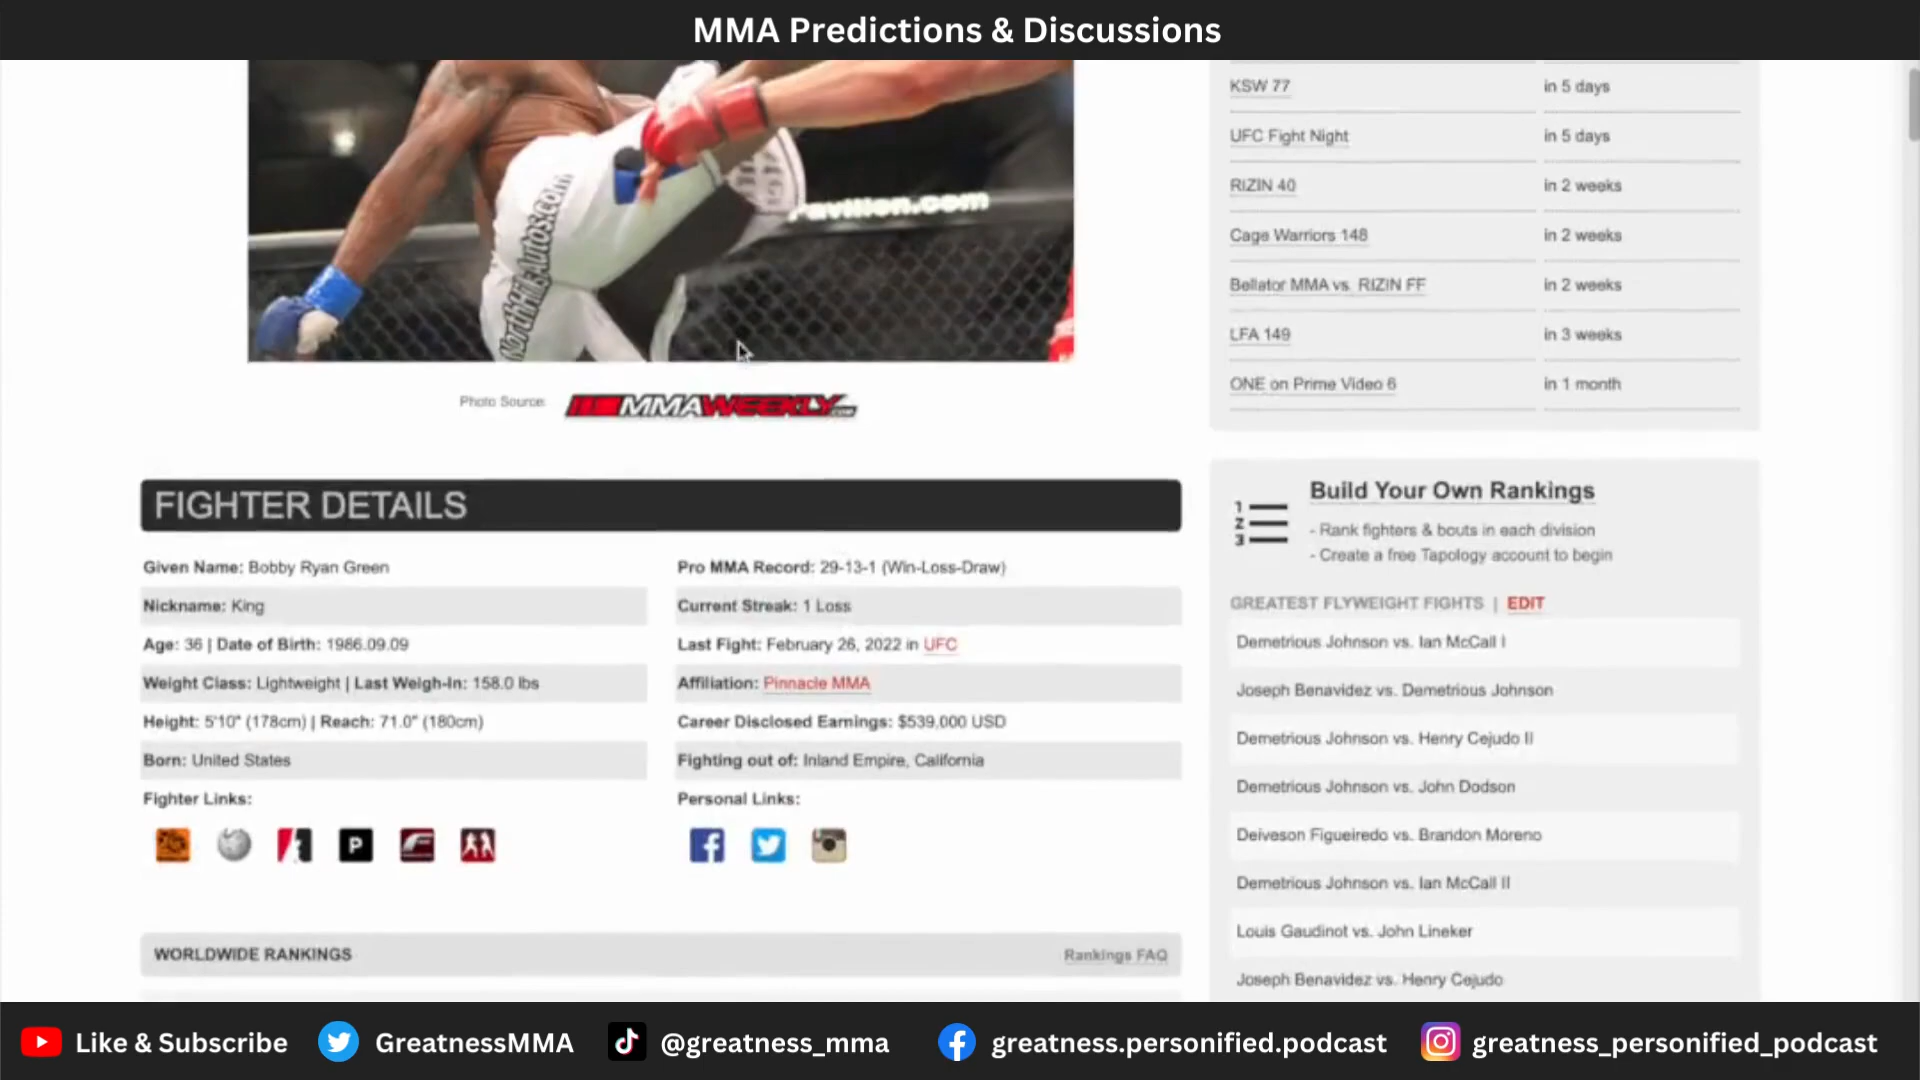 MMA Predictions & Discussions
NorthHillsAutos.com
avilion.com
Photo Source:
MMAWEEKLY.COM
FIGHTER DETAILS
Given Name: Bobby Ryan Green
Nickname: King
Age: 36 | Date of Birth: 1986.09.09
Weight Class: Lightweight | Last Weigh-In: 158.0 lbs
Height: 5'10" (178cm) | Reach: 71.0" (180cm)
Born: United States
Fighter Links:
P
Pro MMA Record: 29-13-1 (Win-Loss-Draw)
Current Streak: 1 Loss
Last Fight: February 26, 2022 in UFC
Affiliation: Pinnacle MMA
Career Disclosed Earnings: $539,000 USD
Fighting out of: Inland Empire, California
Personal Links:
WORLDWIDE RANKINGS
Rankings FAQ
KSW 77 in 5 days
UFC Fight Night in 5 days
RIZIN 40 in 2 weeks
Cage Warriors 148 in 2 weeks
Bellator MMA vs. RIZIN FF in 2 weeks
LFA 149 in 3 weeks
ONE on Prime Video 6 in 1 month
1
2
3
Build Your Own Rankings
- Rank fighters & bouts in each division
- Create a free Tapology account to begin
GREATEST FLYWEIGHT FIGHTS | EDIT
Demetrious Johnson vs. Ian McCall I
Joseph Benavidez vs. Demetrious Johnson
Demetrious Johnson vs. Henry Cejudo II
Demetrious Johnson vs. John Dodson
Deiveson Figueiredo vs. Brandon Moreno
Demetrious Johnson vs. Ian McCall II
Louis Gaudinot vs. John Lineker
Joseph Benavidez vs. Henry Cejudo
Like & Subscribe GreatnessMMA @greatness_mma greatness.personified.podcast greatness_personified_podcast